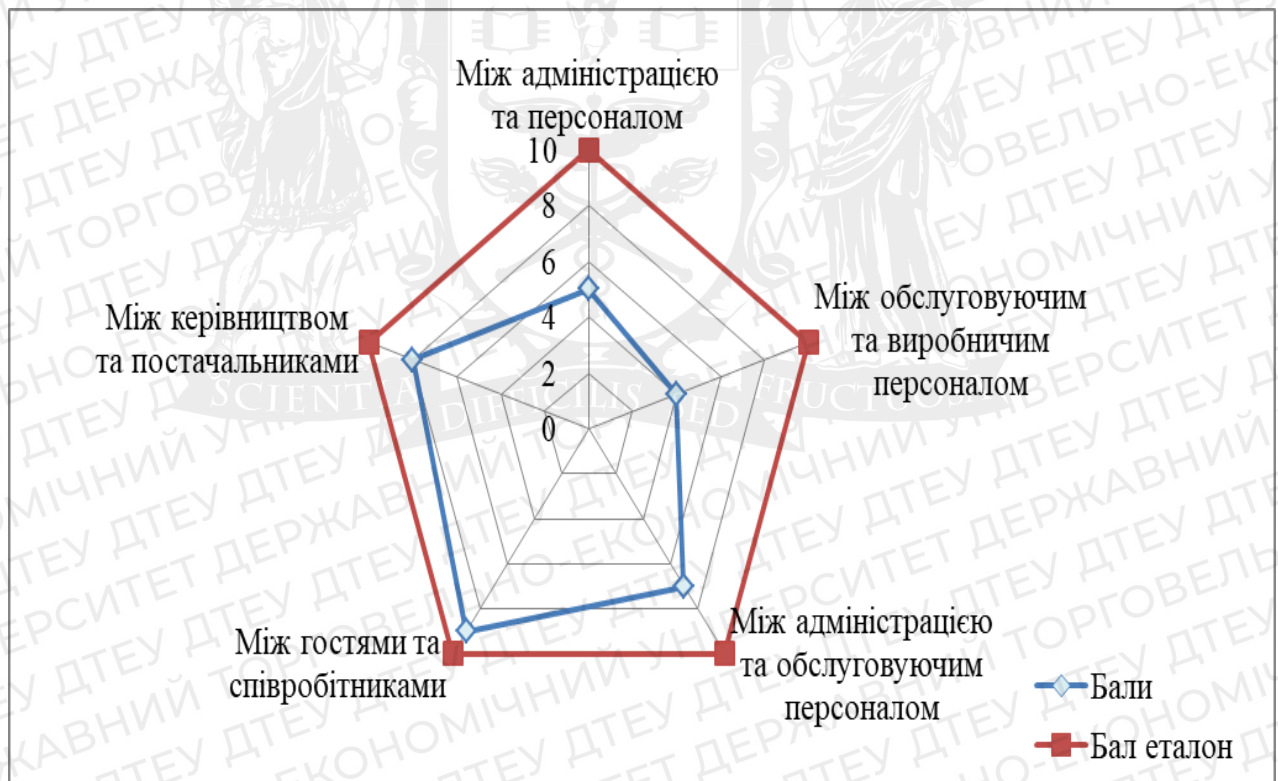 Між адміністрацією
та персоналом
10
8
6
4
2
0
Між обслуговуючим
та виробничим
персоналом
Між адміністрацією
та обслуговуючим
персоналом
Між гостями та
співробітниками
Між керівництвом
та постачальниками
Бали
Бал еталон